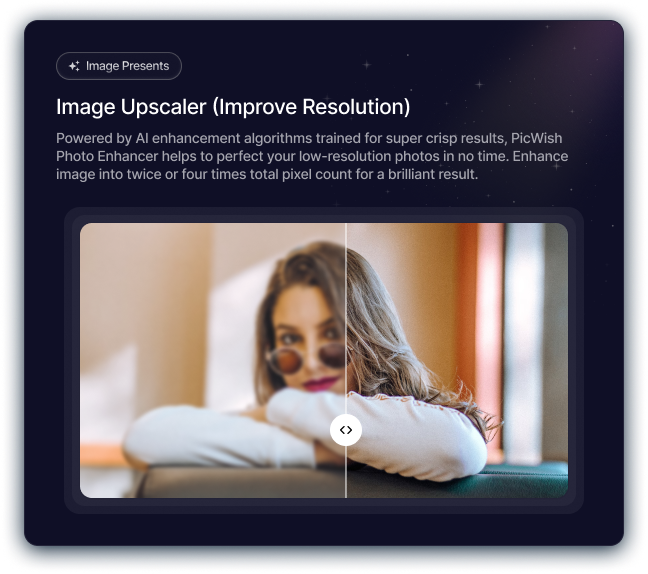 Image Presents
Image Upscaler (Improve Resolution)
Powered by AI enhancement algorithms trained for super crisp results, PicWish
Photo Enhancer helps to perfect your low-resolution photos in no time. Enhance
image into twice or four times total pixel count for a brilliant result.